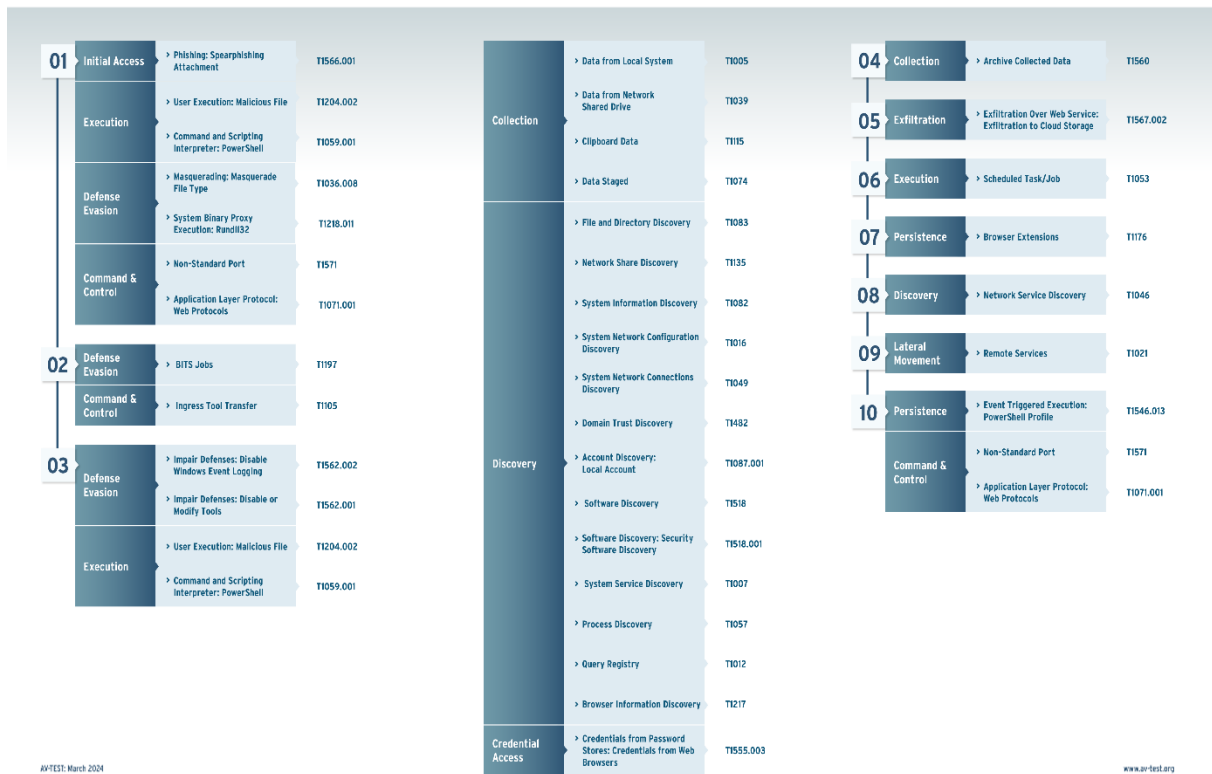 01
Initial Access
> Phishing: Spearphishing
Attachment
T1566.001
Execution
> User Execution: Malicious File
T1204.002
> Command and Scripting
Interpreter: PowerShell
T1059.001
Defense
Evasion
> Masquerading: Masquerade
File Type
T1036.008
> System Binary Proxy
Execution: Rundll32
T1218.011
Command &
Control
> Non-Standard Port
T1571
> Application Layer Protocol:
Web Protocols
T1071.001
02
Defense
Evasion
> BITS Jobs
T1197
Command &
Control
> Ingress Tool Transfer
T1105
03
Defense
Evasion
> Impair Defenses: Disable
Windows Event Logging
T1562.002
> Impair Defenses: Disable or
Modify Tools
T1562.001
Execution
> User Execution: Malicious File
T1204.002
> Command and Scripting
Interpreter: PowerShell
T1059.001
Collection
> Data from Local System
T1005
> Data from Network
Shared Drive
T1039
> Clipboard Data
T1115
> Data Staged
T1074
Discovery
> File and Directory Discovery
T1083
> Network Share Discovery
T1135
> System Information Discovery
T1082
> System Network Configuration
Discovery
T1016
> System Network Connections
Discovery
T1049
> Domain Trust Discovery
T1482
> Account Discovery:
Local Account
T1087.001
> Software Discovery
T1518
> Software Discovery: Security
Software Discovery
T1518.001
> System Service Discovery
T1007
> Process Discovery
T1057
> Query Registry
T1012
> Browser Information Discovery
T1217
Credential
Access
> Credentials from Password
Stores: Credentials from Web
Browsers
T1555.003
04
Collection
> Archive Collected Data
T1560
05
Exfiltration
> Exfiltration Over Web Service:
Exfiltration to Cloud Storage
T1567.002
06
Execution
> Scheduled Task/Job
T1053
07
Persistence
> Browser Extensions
T1176
08
Discovery
> Network Service Discovery
T1046
09
Lateral
Movement
> Remote Services
T1021
10
Persistence
> Event Triggered Execution:
PowerShell Profile
T1546.013
Command &
Control
> Non-Standard Port
T1571
> Application Layer Protocol:
Web Protocols
T1071.001
AV-TEST: March 2024
www.av-test.org